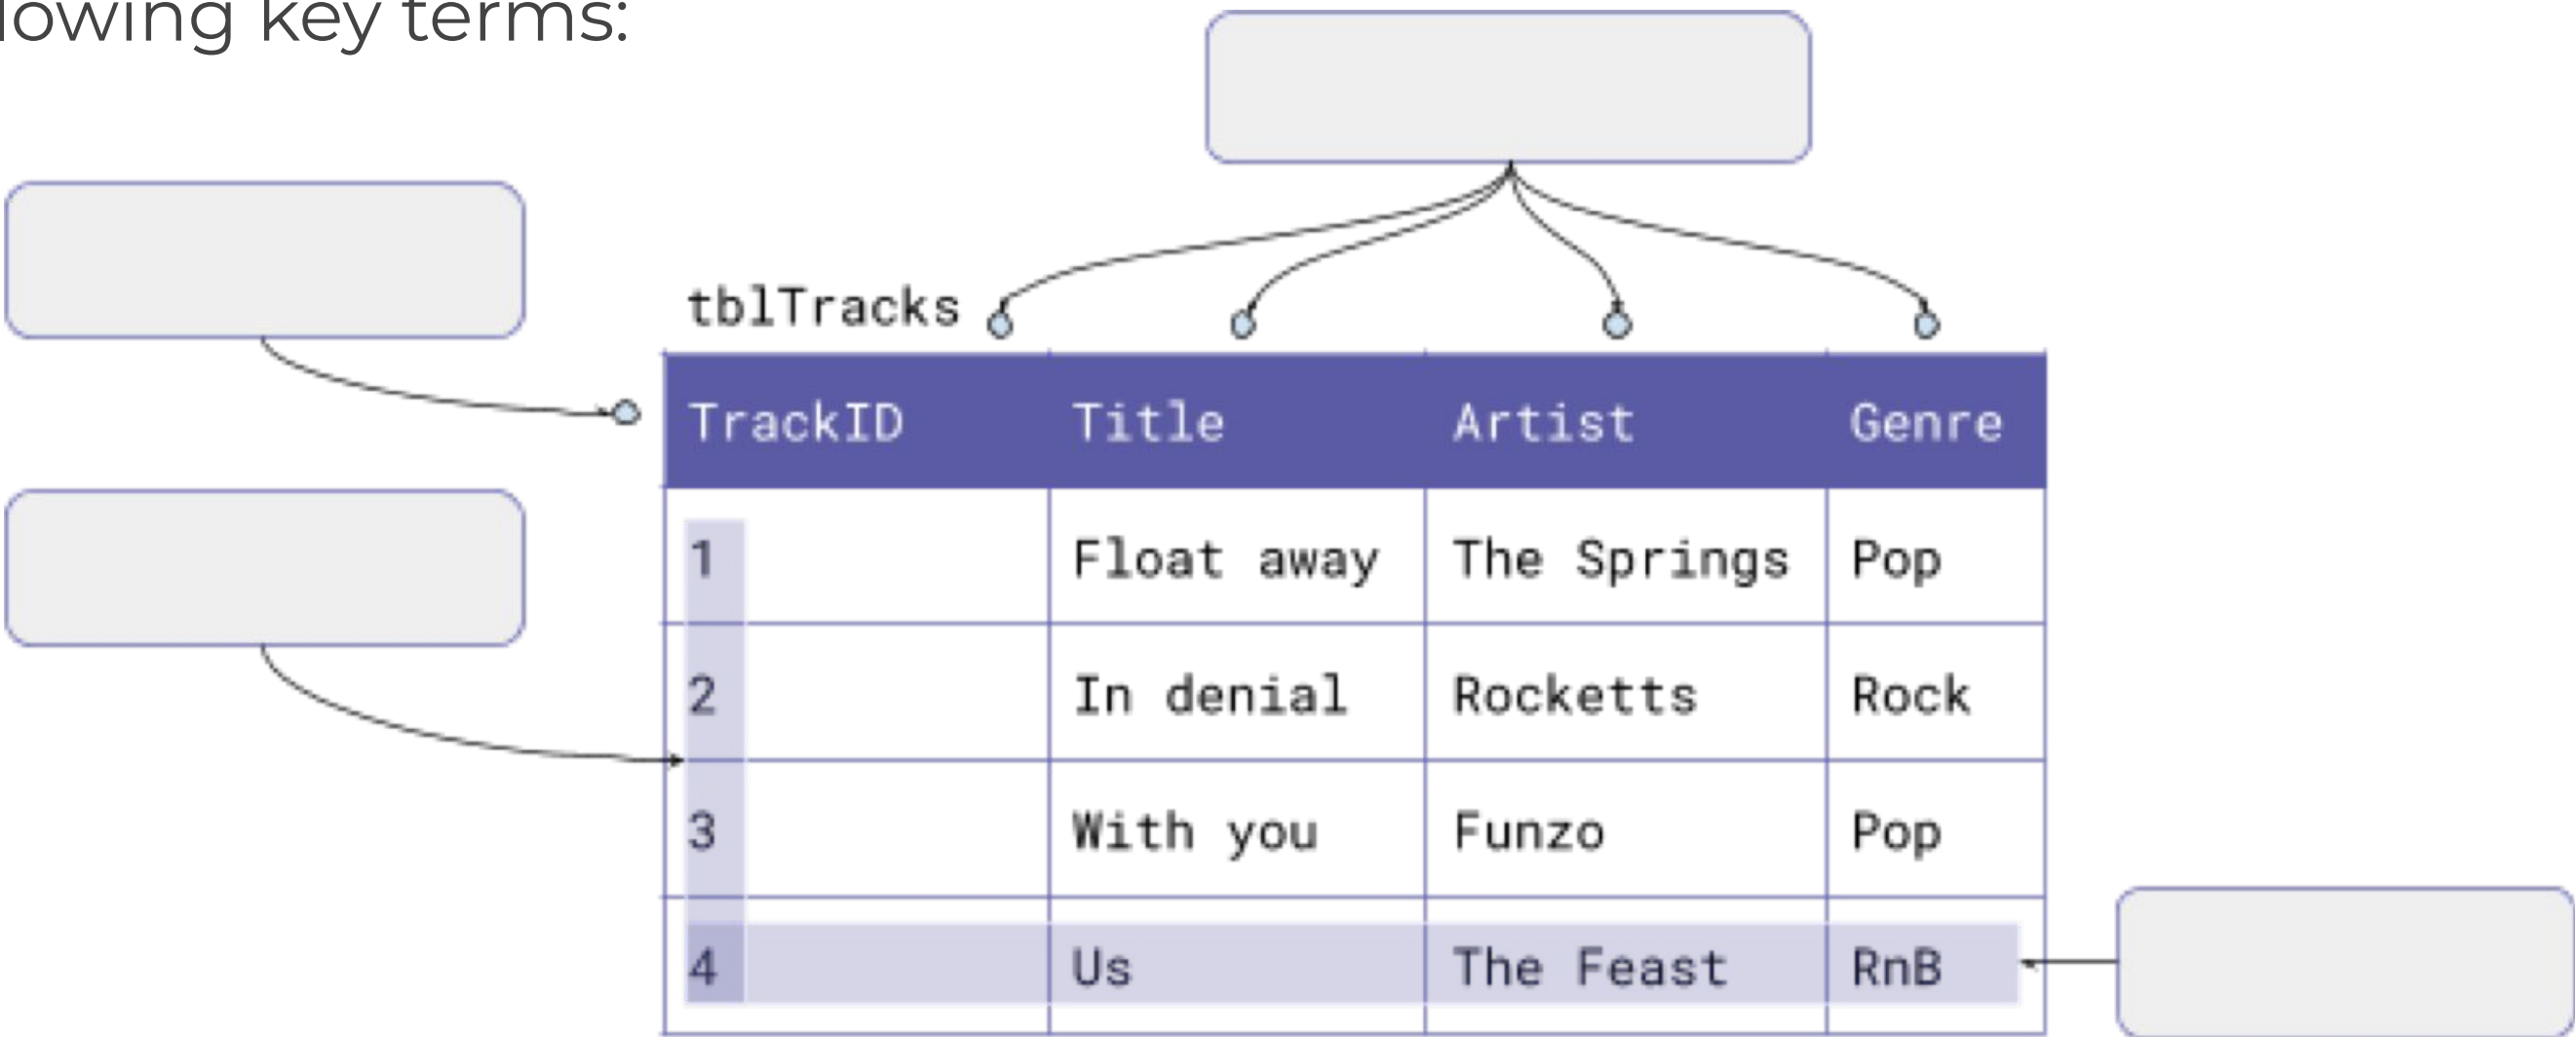 lowing key terms:
tblTracks
TrackID Title Artist Genre
1 Float away The Springs Pop
2 In denial Rocketts Rock
3 With you Funzo Pop
4 Us The Feast RnB